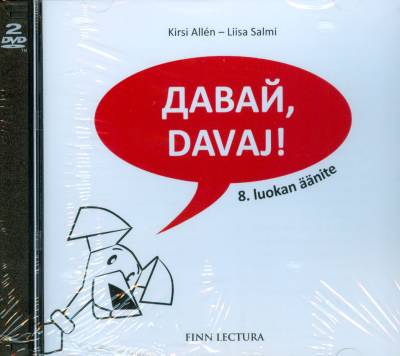 Kirsi Allén – Liisa Salmi
ДАВАЙ,
DAVAJ!
8. luokan äänite
FINN LECTURA
2
DVD